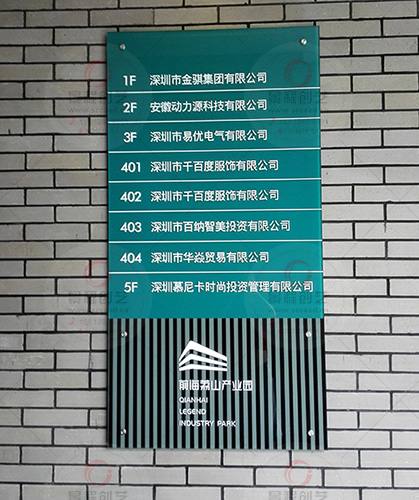 1F 深圳市金骐集团有限公司
2F 安徽动力源科技有限公司
3F 深圳市易优电气有限公司
401 深圳市千百度服饰有限公司
402 深圳市千百度服饰有限公司
403 深圳市百纳智美投资有限公司
404 深圳市华焱贸易有限公司
5F 深圳慕尼卡时尚投资管理有限公司
前海荔山产业园
QIANHAI
LEGEND
INDUSTRY PARK